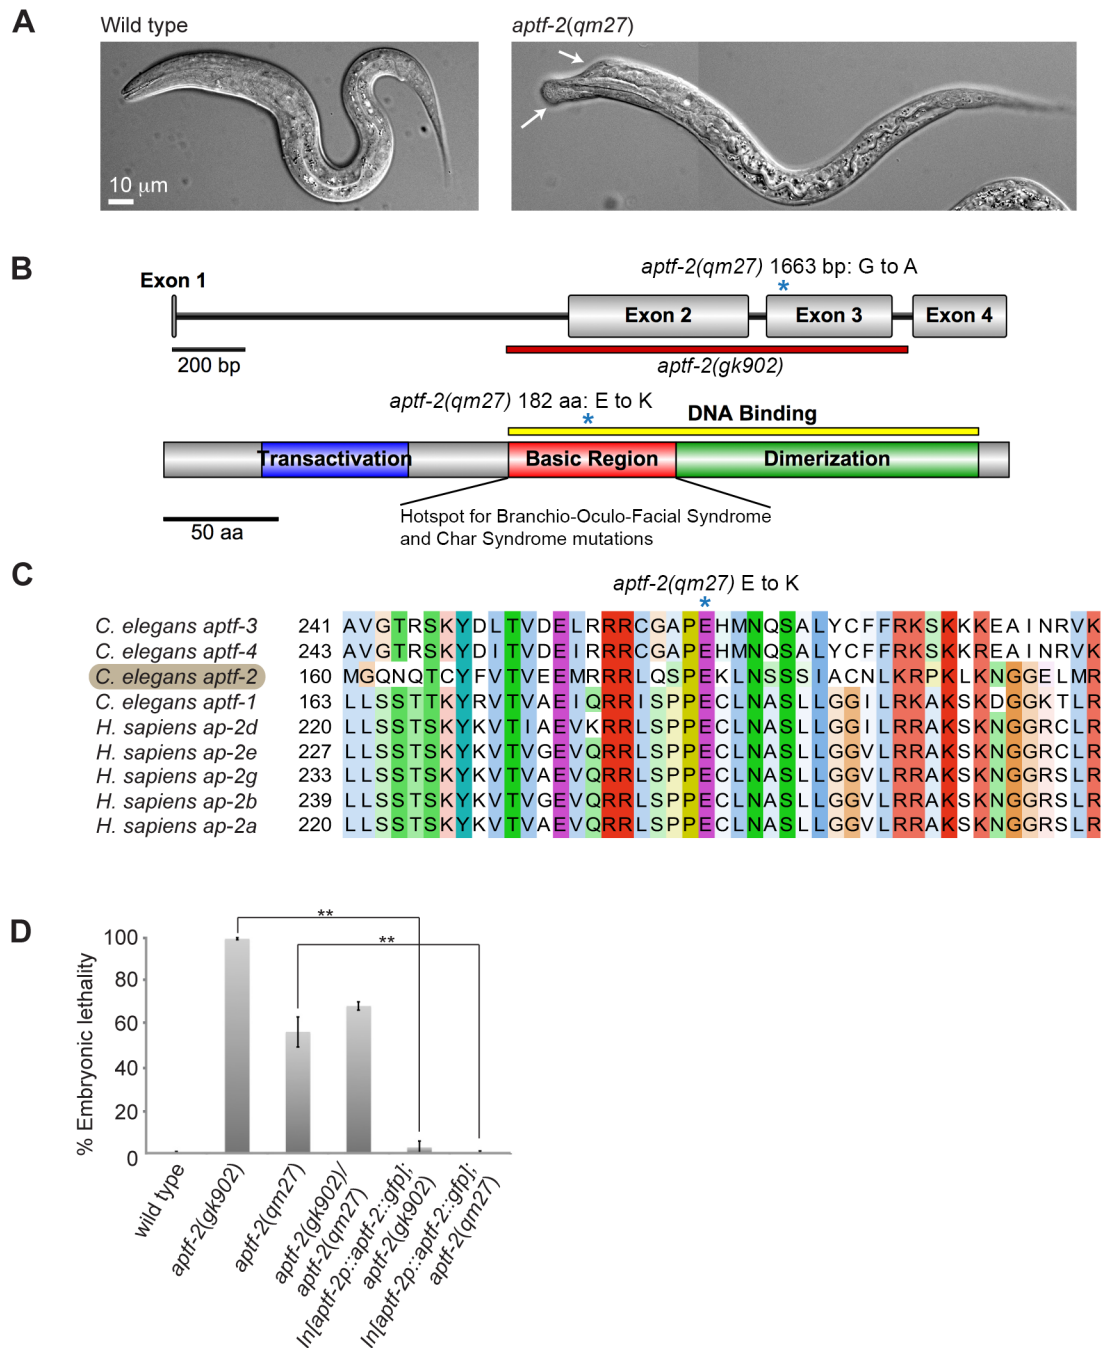 A
Wild type
aptf-2(qm27)
10 μm
B
aptf-2(qm27) 1663 bp: G to A
*
Exon 1
Exon 2
Exon 3
Exon 4
200 bp
aptf-2(gk902)
aptf-2(qm27) 182 aa: E to K
*
DNA Binding
Transactivation
Basic Region
Dimerization
50 aa
Hotspot for Branchio-Oculo-Facial Syndrome
and Char Syndrome mutations
C
aptf-2(qm27) E to K
*
C. elegans aptf-3 241 AVGTRSKYDLTVDELRRRCGAPEHMNQSALYCFFRKSKKKEAINRVK
C. elegans aptf-4 243 AVGTRSKYDITVDEIRRRCGAPEHMNQSALYCFFRKSKKREAINRVK
C. elegans aptf-2 160 MGQNQTCYFVTVEEMRRRLQSPEKLNSSSIACNLKRPKLKNGGELMR
C. elegans aptf-1 163 LLSSTTKYRVTVAEIQRRISPPECLNASLLGGILRRAKSKDGGKTLR
H. sapiens ap-2d 220 LLSSTSKYKVTIAEVKRRLSPPECLNASLLGGILRRAKSKNGGRCLR
H. sapiens ap-2e 227 LLSSTSKYKVTVGEVQRRLSPPECLNASLLGGVLRRAKSKNGGRCLR
H. sapiens ap-2g 233 LLSSTSKYKVTVAEVQRRLSPPECLNASLLGGVLRRAKSKNGGRSLR
H. sapiens ap-2b 239 LLSSTSKYKVTVGEVQRRLSPPECLNASLLGGVLRRAKSKNGGRSLR
H. sapiens ap-2a 220 LLSSTSKYKVTVAEVQRRLSPPECLNASLLGGVLRRAKSKNGGRSLR
D
**
**
% Embryonic lethality
100
80
60
40
20
0
wild type
aptf-2(gk902)
aptf-2(qm27)
aptf-2(gk902)/
aptf-2(qm27)
In[aptf-2p::aptf-2::gfp];
aptf-2(gk902)
In[aptf-2p::aptf-2::gfp];
aptf-2(qm27)